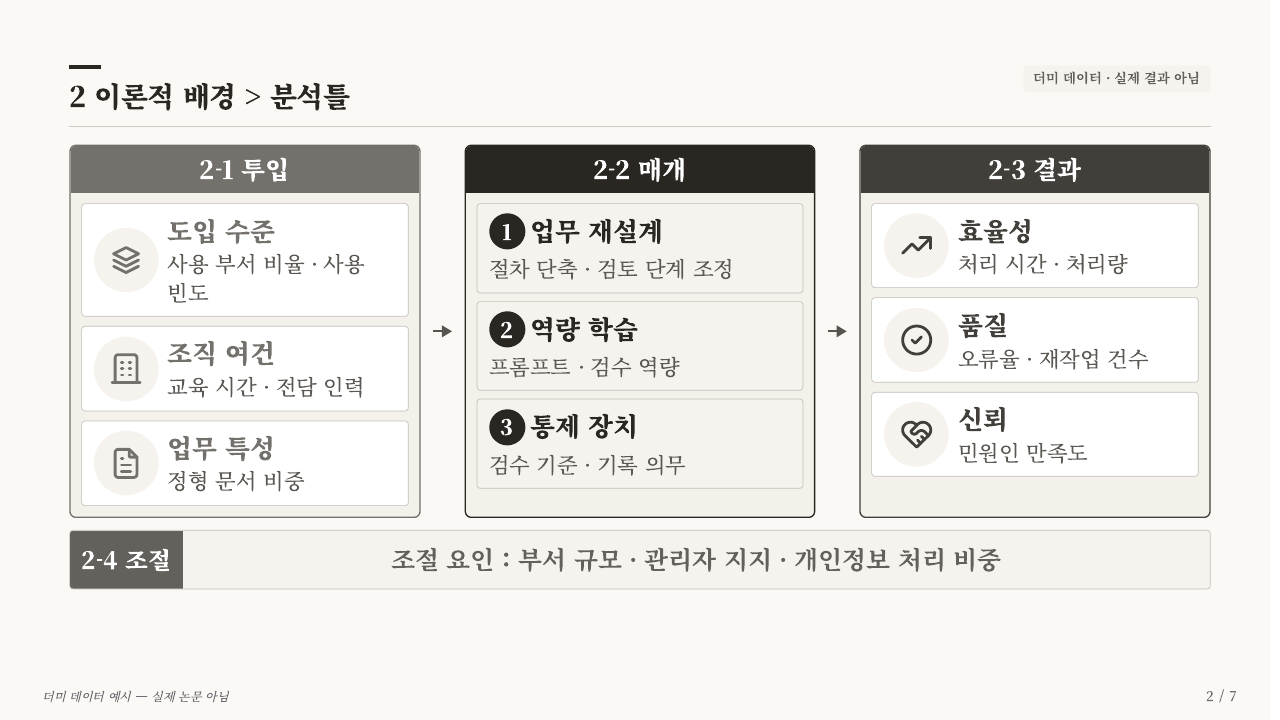 2 이론적 배경 > 분석틀
더미 데이터 · 실제 결과 아님
2-1 투입
도입 수준
사용 부서 비율 · 사용
빈도
조직 여건
교육 시간 · 전담 인력
업무 특성
정형 문서 비중
2-2 매개
1 업무 재설계
절차 단축 · 검토 단계 조정
2 역량 학습
프롬프트 · 검수 역량
3 통제 장치
검수 기준 · 기록 의무
2-3 결과
효율성
처리 시간 · 처리량
품질
오류율 · 재작업 건수
신뢰
민원인 만족도
2-4 조절
조절 요인 : 부서 규모 · 관리자 지지 · 개인정보 처리 비중
더미 데이터 예시 — 실제 논문 아님
2 / 7